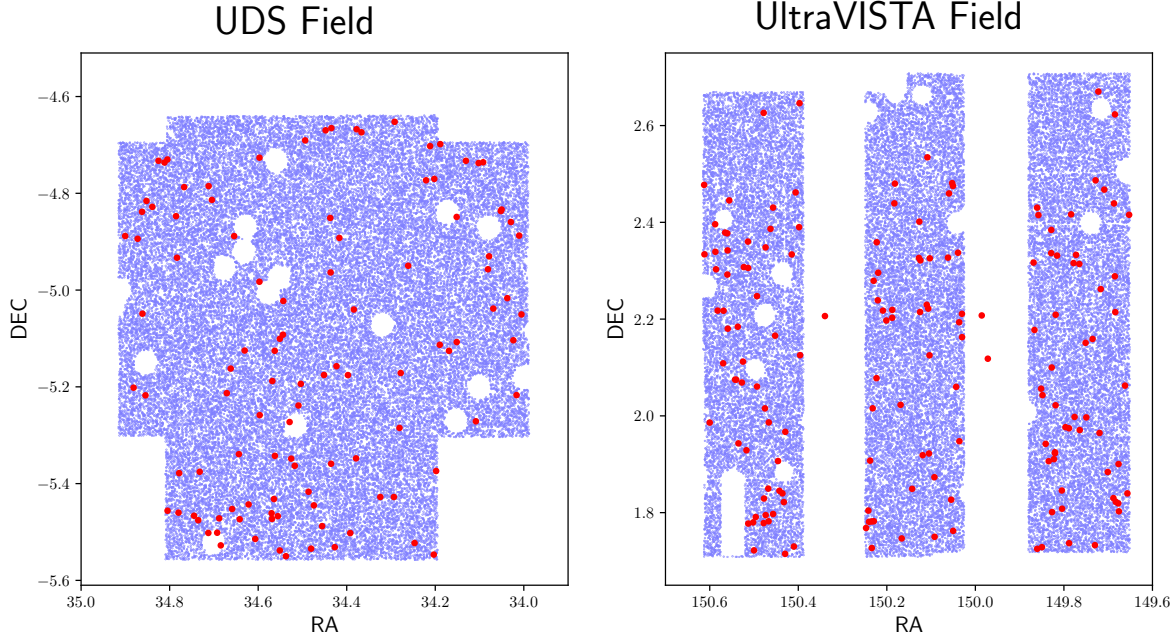 UDS Field
UltraVISTA Field
−4.6
−4.8
−5.0
−5.2
−5.4
−5.6
DEC
35.0 34.8 34.6 34.4 34.2 34.0
RA
2.6
2.4
2.2
2.0
1.8
DEC
150.6 150.4 150.2 150.0 149.8 149.6
RA